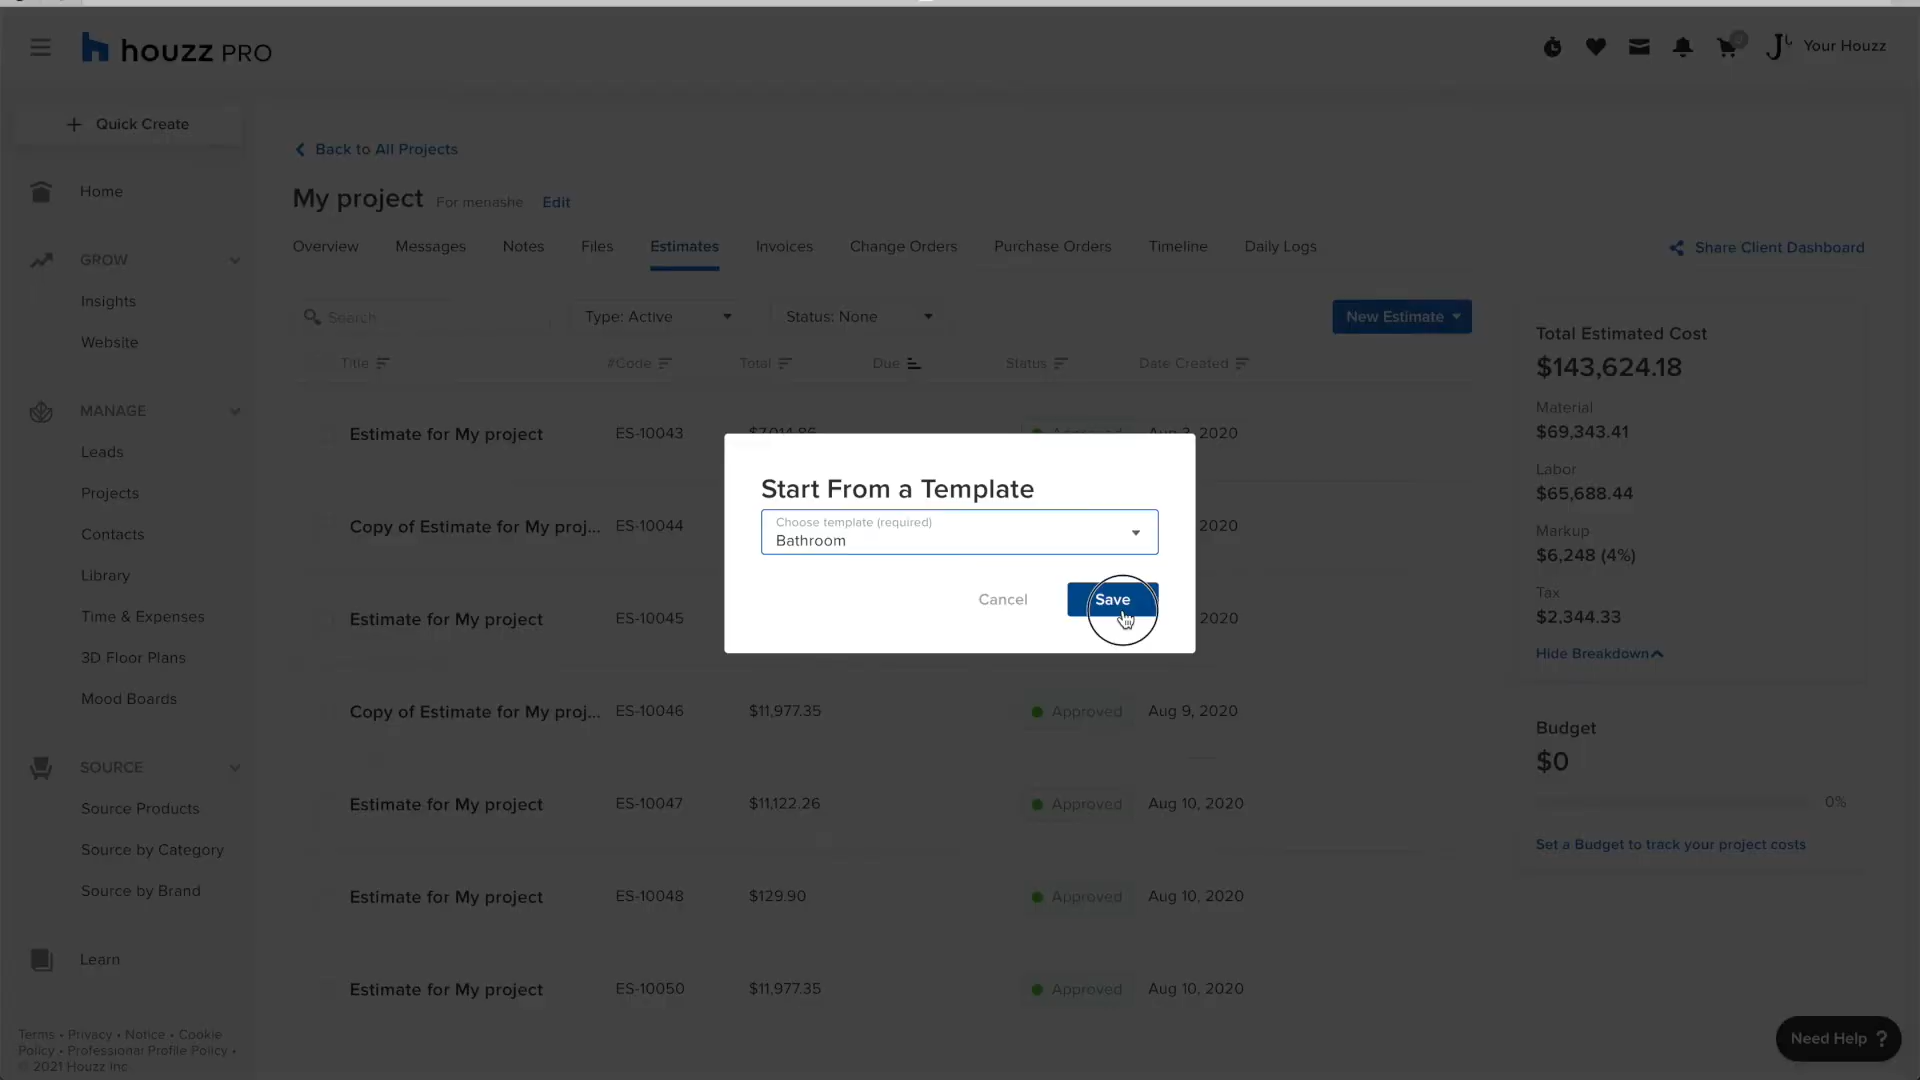 houzz PRO
Your Houzz
Quick Create
Home
GROW
Insights
Website
MANAGE
Leads
Projects
Contacts
Library
Time & Expenses
3D Floor Plans
Mood Boards
SOURCE
Source Products
Source by Category
Source by Brand
Learn
Terms • Privacy • Notice • Cookie
Policy • Professional Profile Policy •
© 2021 Houzz Inc.
Back to All Projects
My project For menashe Edit
Overview Messages Notes Files Estimates Invoices Change Orders Purchase Orders Timeline Daily Logs
Share Client Dashboard
Search Type: Active Status: None New Estimate
Title #Code Total Due Status Date Created
Estimate for My project ES-10043 $7,014.86 Approved Aug 3, 2020
Copy of Estimate for My proj... ES-10044 2020
Estimate for My project ES-10045 2020
Copy of Estimate for My proj... ES-10046 $11,977.35 Approved Aug 9, 2020
Estimate for My project ES-10047 $11,122.26 Approved Aug 10, 2020
Estimate for My project ES-10048 $129.90 Approved Aug 10, 2020
Estimate for My project ES-10050 $11,977.35 Approved Aug 10, 2020
Start From a Template
Choose template (required)
Bathroom
Cancel Save
Total Estimated Cost
$143,624.18
Material
$69,343.41
Labor
$65,688.44
Markup
$6,248 (4%)
Tax
$2,344.33
Hide Breakdown
Budget
$0
0%
Set a Budget to track your project costs
Need Help ?